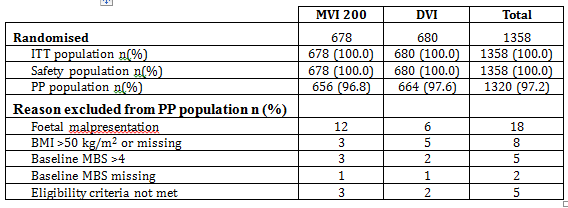 MVI 200 DVI Total
Randomised 678 680 1358
ITT population n(%) 678 (100.0) 680 (100.0) 1358 (100.0)
Safety population n(%) 678 (100.0) 680 (100.0) 1358 (100.0)
PP population n(%) 656 (96.8) 664 (97.6) 1320 (97.2)
Reason excluded from PP population n (%)
Foetal malpresentation 12 6 18
BMI >50 kg/m² or missing 3 5 8
Baseline MBS >4 3 2 5
Baseline MBS missing 1 1 2
Eligibility criteria not met 3 2 5